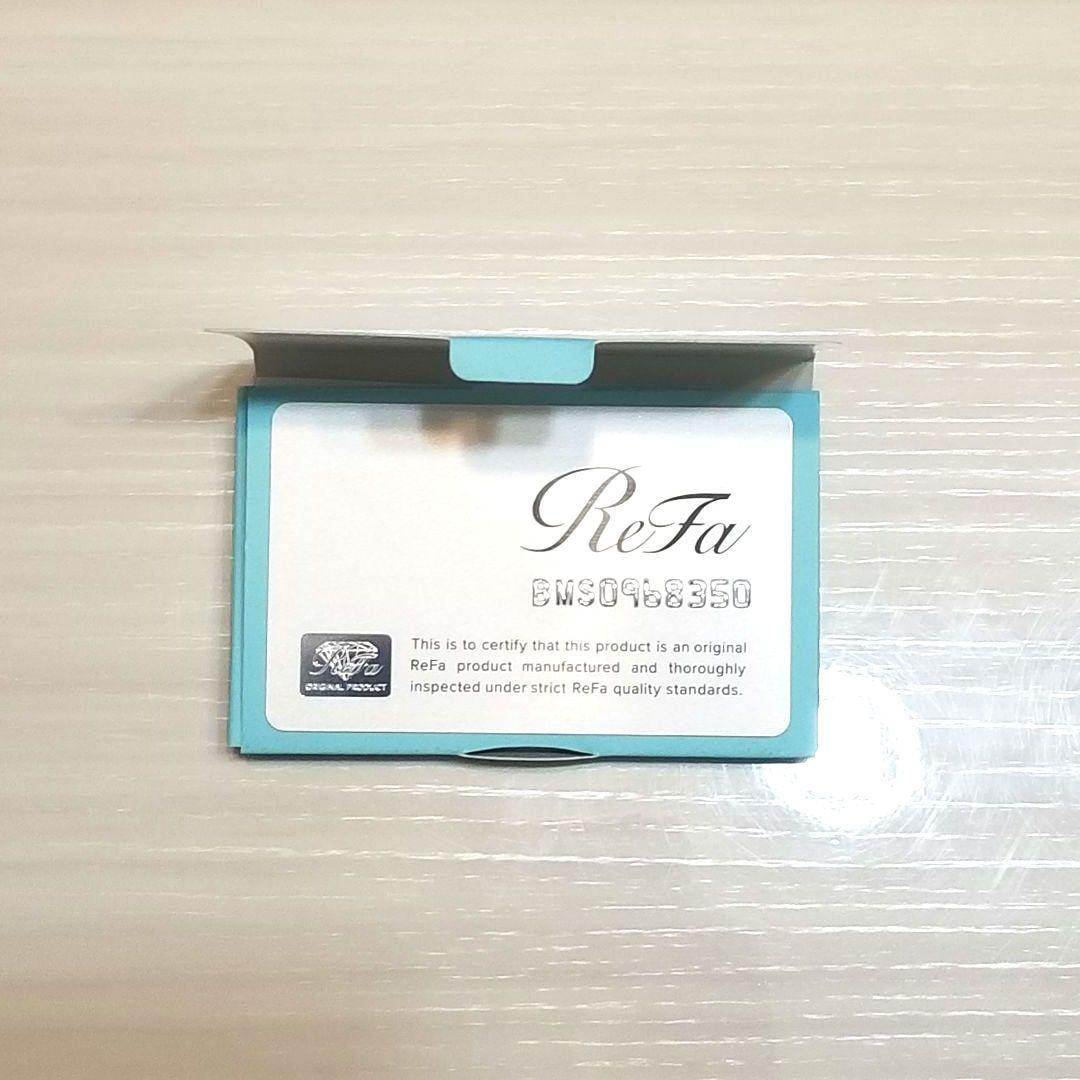 ReFa
BMS0968350
This is to certify that this product is an original
ReFa product manufactured and thoroughly
inspected under strict ReFa quality standards.
ReFa
ORIGINAL PRODUCT